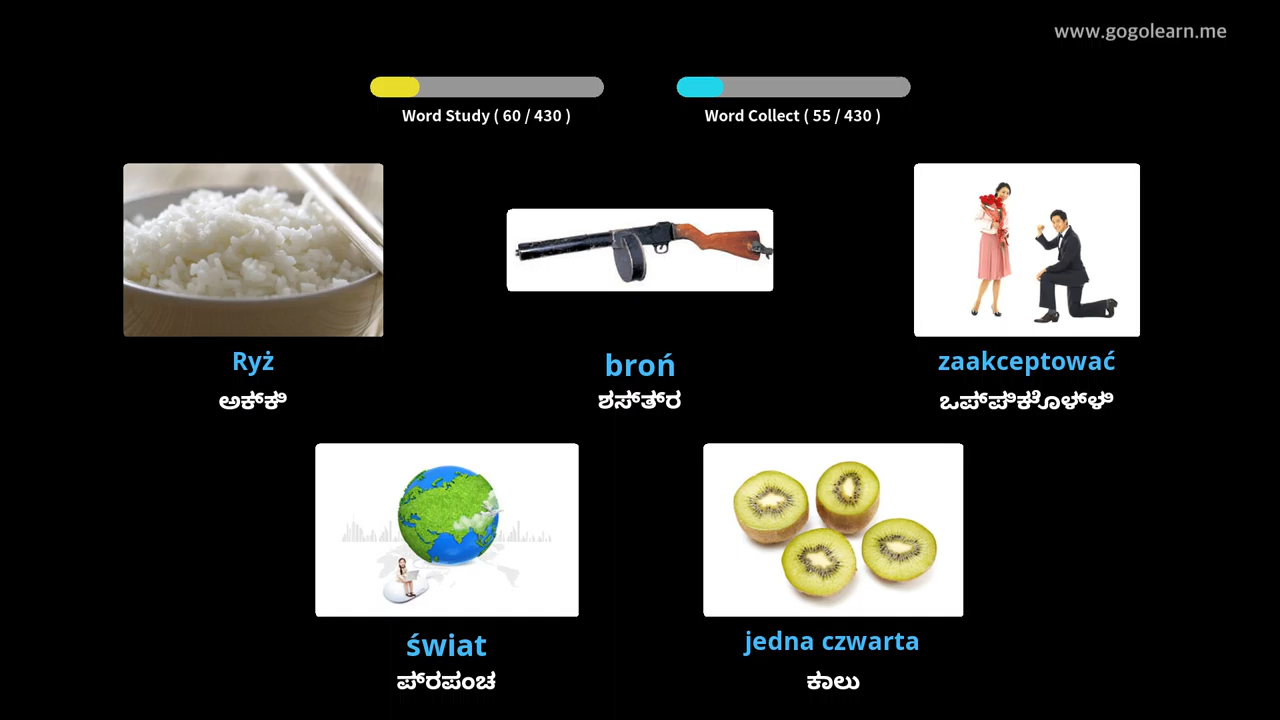 www.gogolearn.me
Word Study ( 60 / 430 )
Word Collect ( 55 / 430 )
Ryż
ಅಕ್ಕಿ
broń
ಶಸ್ತ್ರ
zaakceptować
ಒಪ್ಪಿಕೊಳ್ಳಿ
świat
ಪ್ರಪಂಚ
jedna czwarta
ಕಾಲು